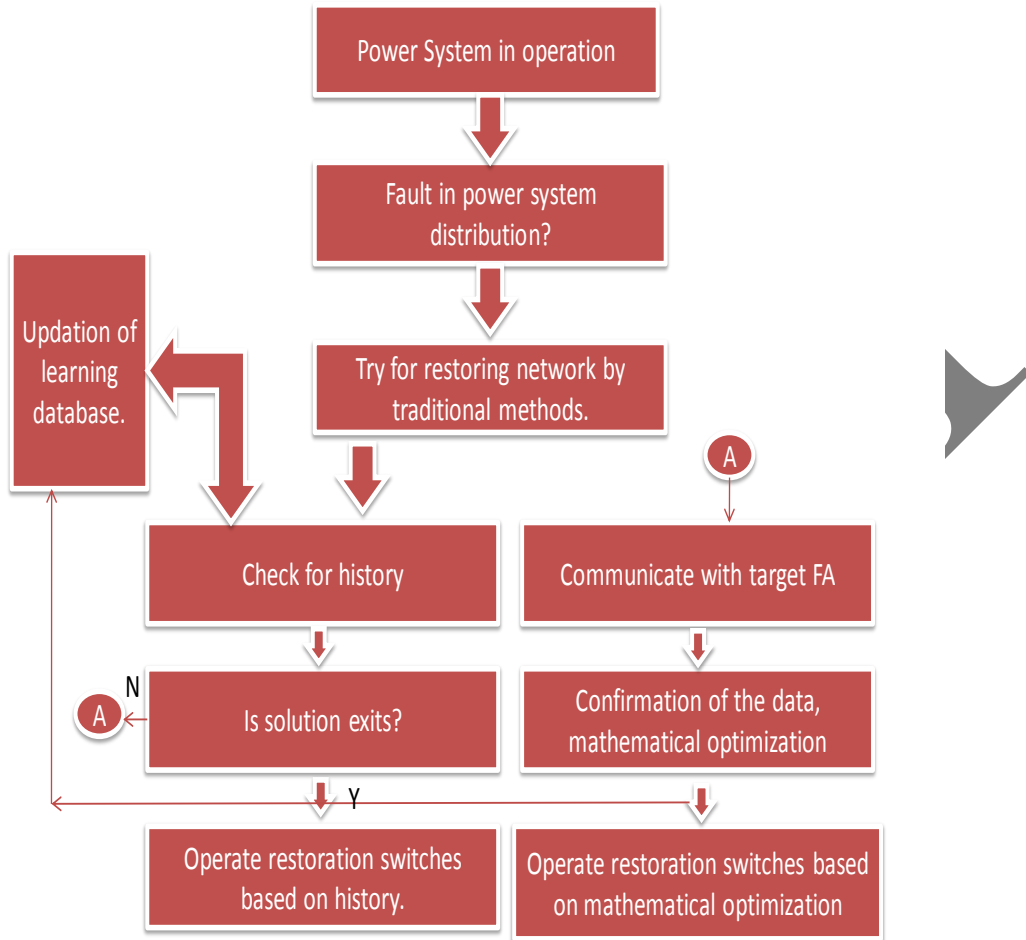 Power System in operation
Fault in power system
distribution?
Updation of
learning
database.
Try for restoring network by
traditional methods.
A
Check for history
Communicate with target FA
N
A
Is solution exits?
Confirmation of the data,
mathematical optimization
Y
Operate restoration switches
based on history.
Operate restoration switches based
on mathematical optimization